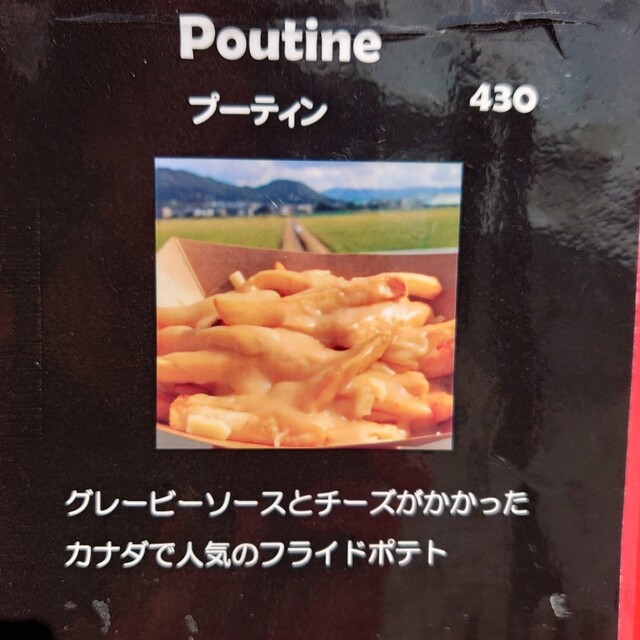 Poutine
プーティン
430
グレービーソースとチーズがかかった
カナダで人気のフライドポテト